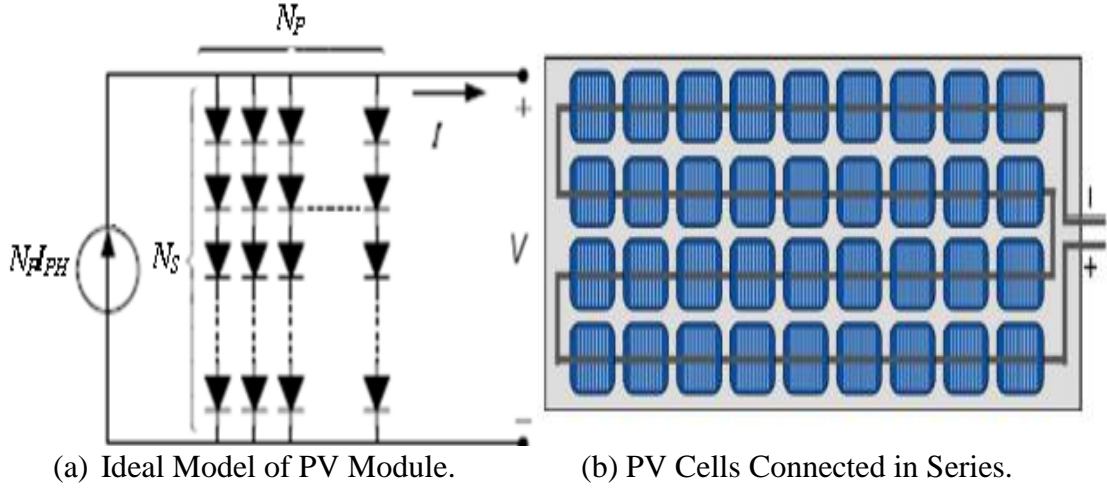 N_P
+
I
N_PI_PH
N_S
V
−
−
+
(a) Ideal Model of PV Module.
(b) PV Cells Connected in Series.